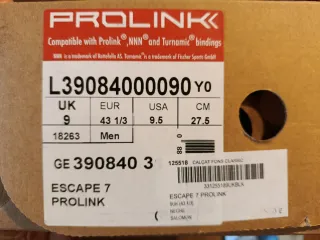 PROLINK
Compatible with Prolink, NNN and Turnamic bindings
NNN is a trademark of Rottefella AS, Turnamic is a trademark of Fischer Sports GmbH
L39084000090 Y0
UK EUR USA CM
9 43 1/3 9.5 27.5
18263 Men
GE 390840 3
ESCAPE 7
PROLINK
88
125518
ESCAPE 7 PROLINK
SALOMON